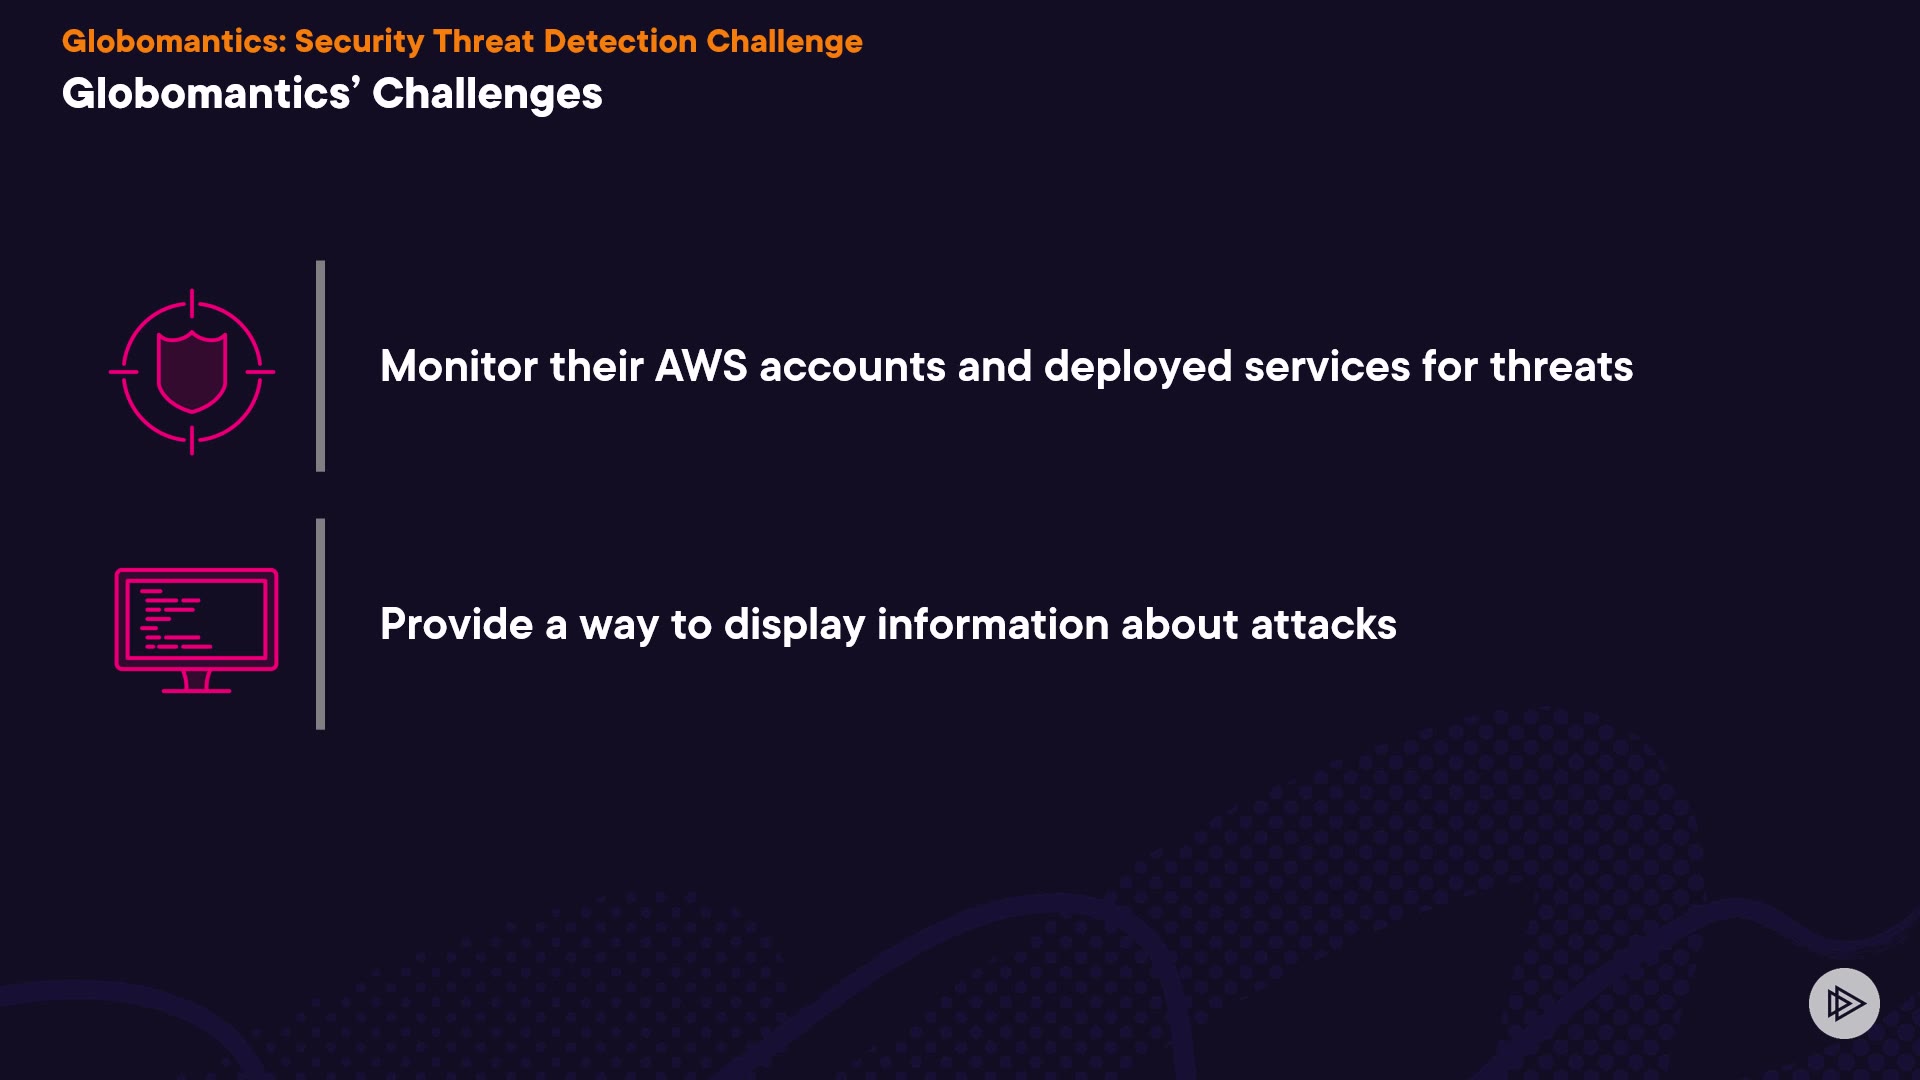 Globomantics: Security Threat Detection Challenge
Globomantics’ Challenges
Monitor their AWS accounts and deployed services for threats
Provide a way to display information about attacks